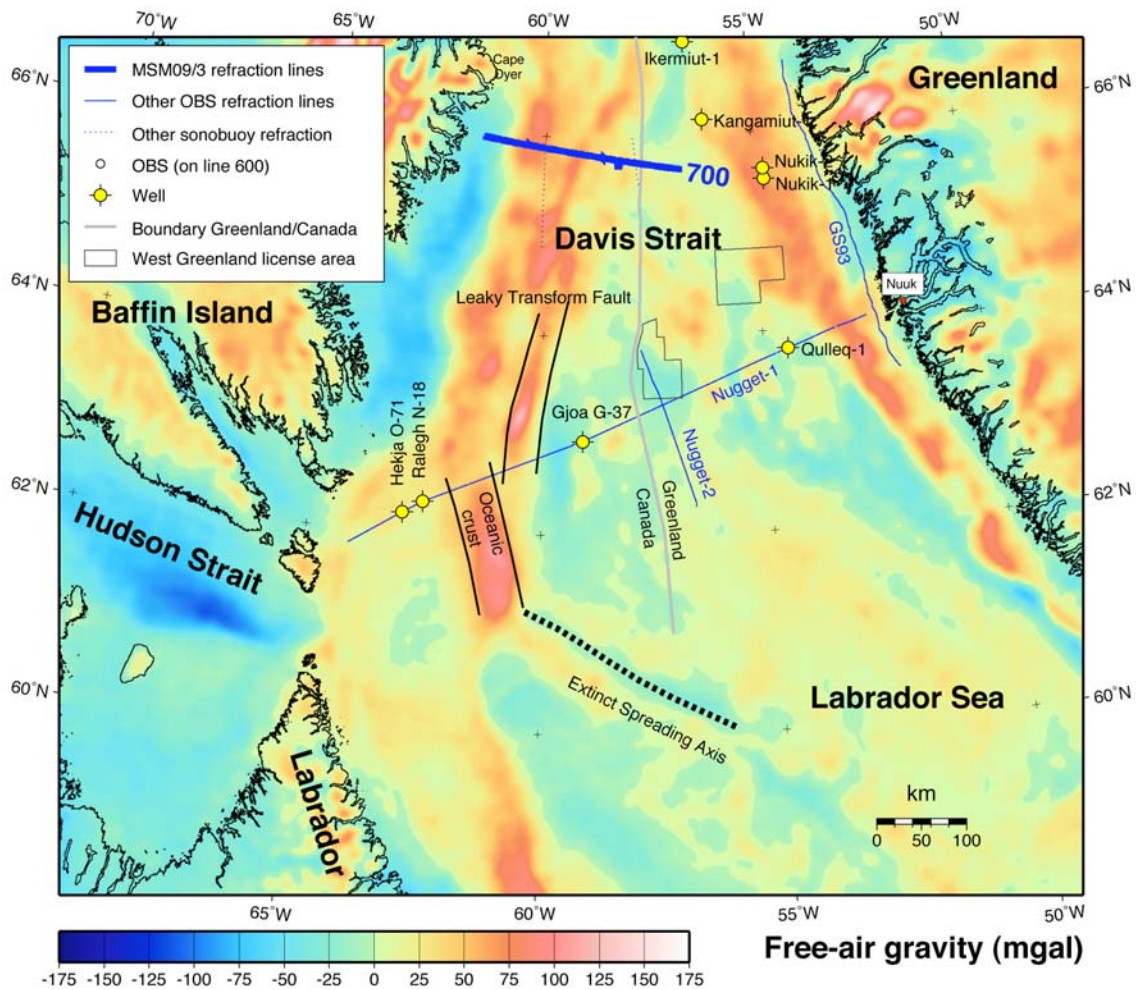 70˚W
65˚W
60˚W
55˚W
50˚W
66˚N
66˚N
MSM09/3 refraction lines
Other OBS refraction lines
Other sonobuoy refraction
OBS (on line 600)
Well
Boundary Greenland/Canada
West Greenland license area
Cape
Dyer
Ikermiut-1
Greenland
Kangamiut-
Nukik-
Nukik-1
700
Davis Strait
GS93
Nuuk
64˚N
64˚N
Leaky Transform Fault
Baffin Island
Qulleq-1
Nugget-1
Gjoa G-37
Hekja O-71
Ralegh N-18
Nugget-2
62˚N
62˚N
Greenland
Canada
Oceanic
crust
Hudson Strait
60˚N
60˚N
Extinct Spreading Axis
Labrador Sea
Labrador
km
0 50 100
65˚W
60˚W
55˚W
50˚W
Free-air gravity (mgal)
-175 -150 -125 -100 -75 -50 -25 0 25 50 75 100 125 150 175